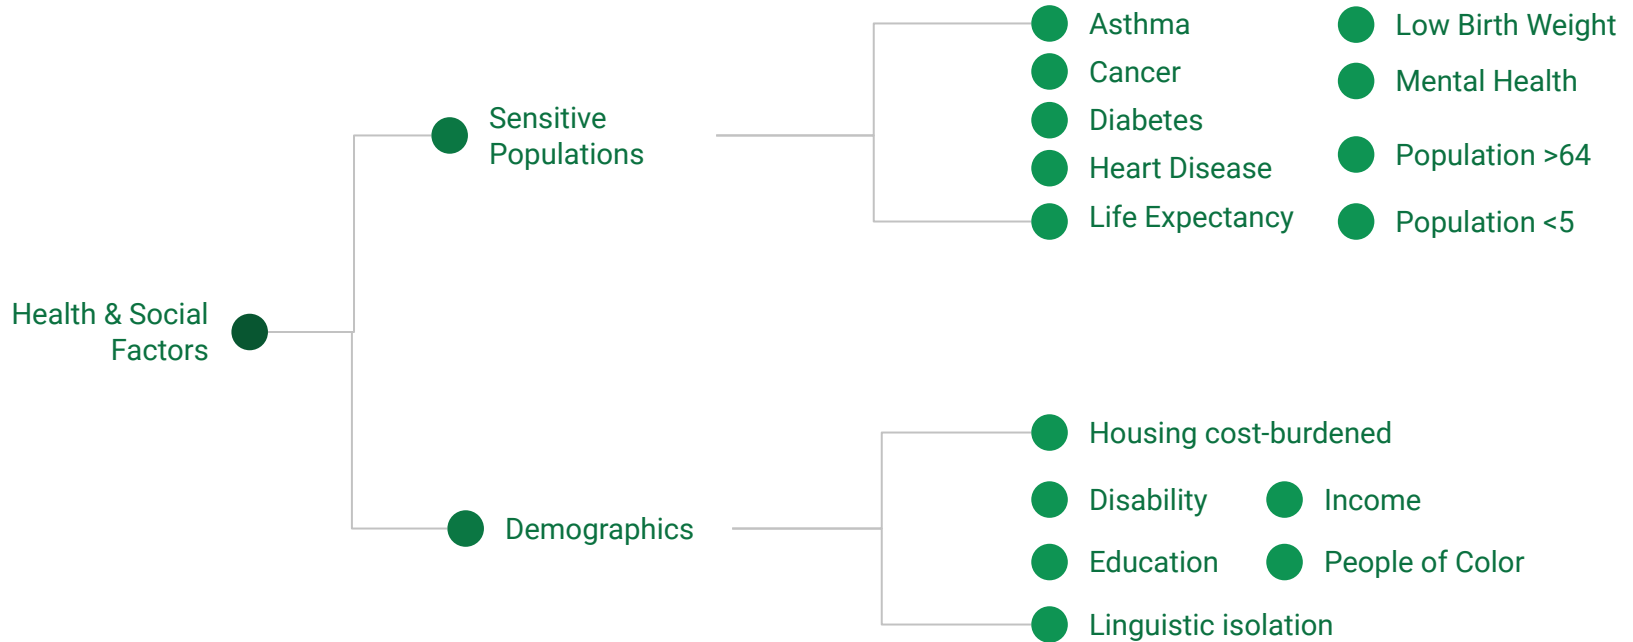 Health & Social
Factors
Sensitive
Populations
Asthma
Cancer
Diabetes
Heart Disease
Life Expectancy
Low Birth Weight
Mental Health
Population >64
Population <5
Demographics
Housing cost-burdened
Disability
Education
Linguistic isolation
Income
People of Color